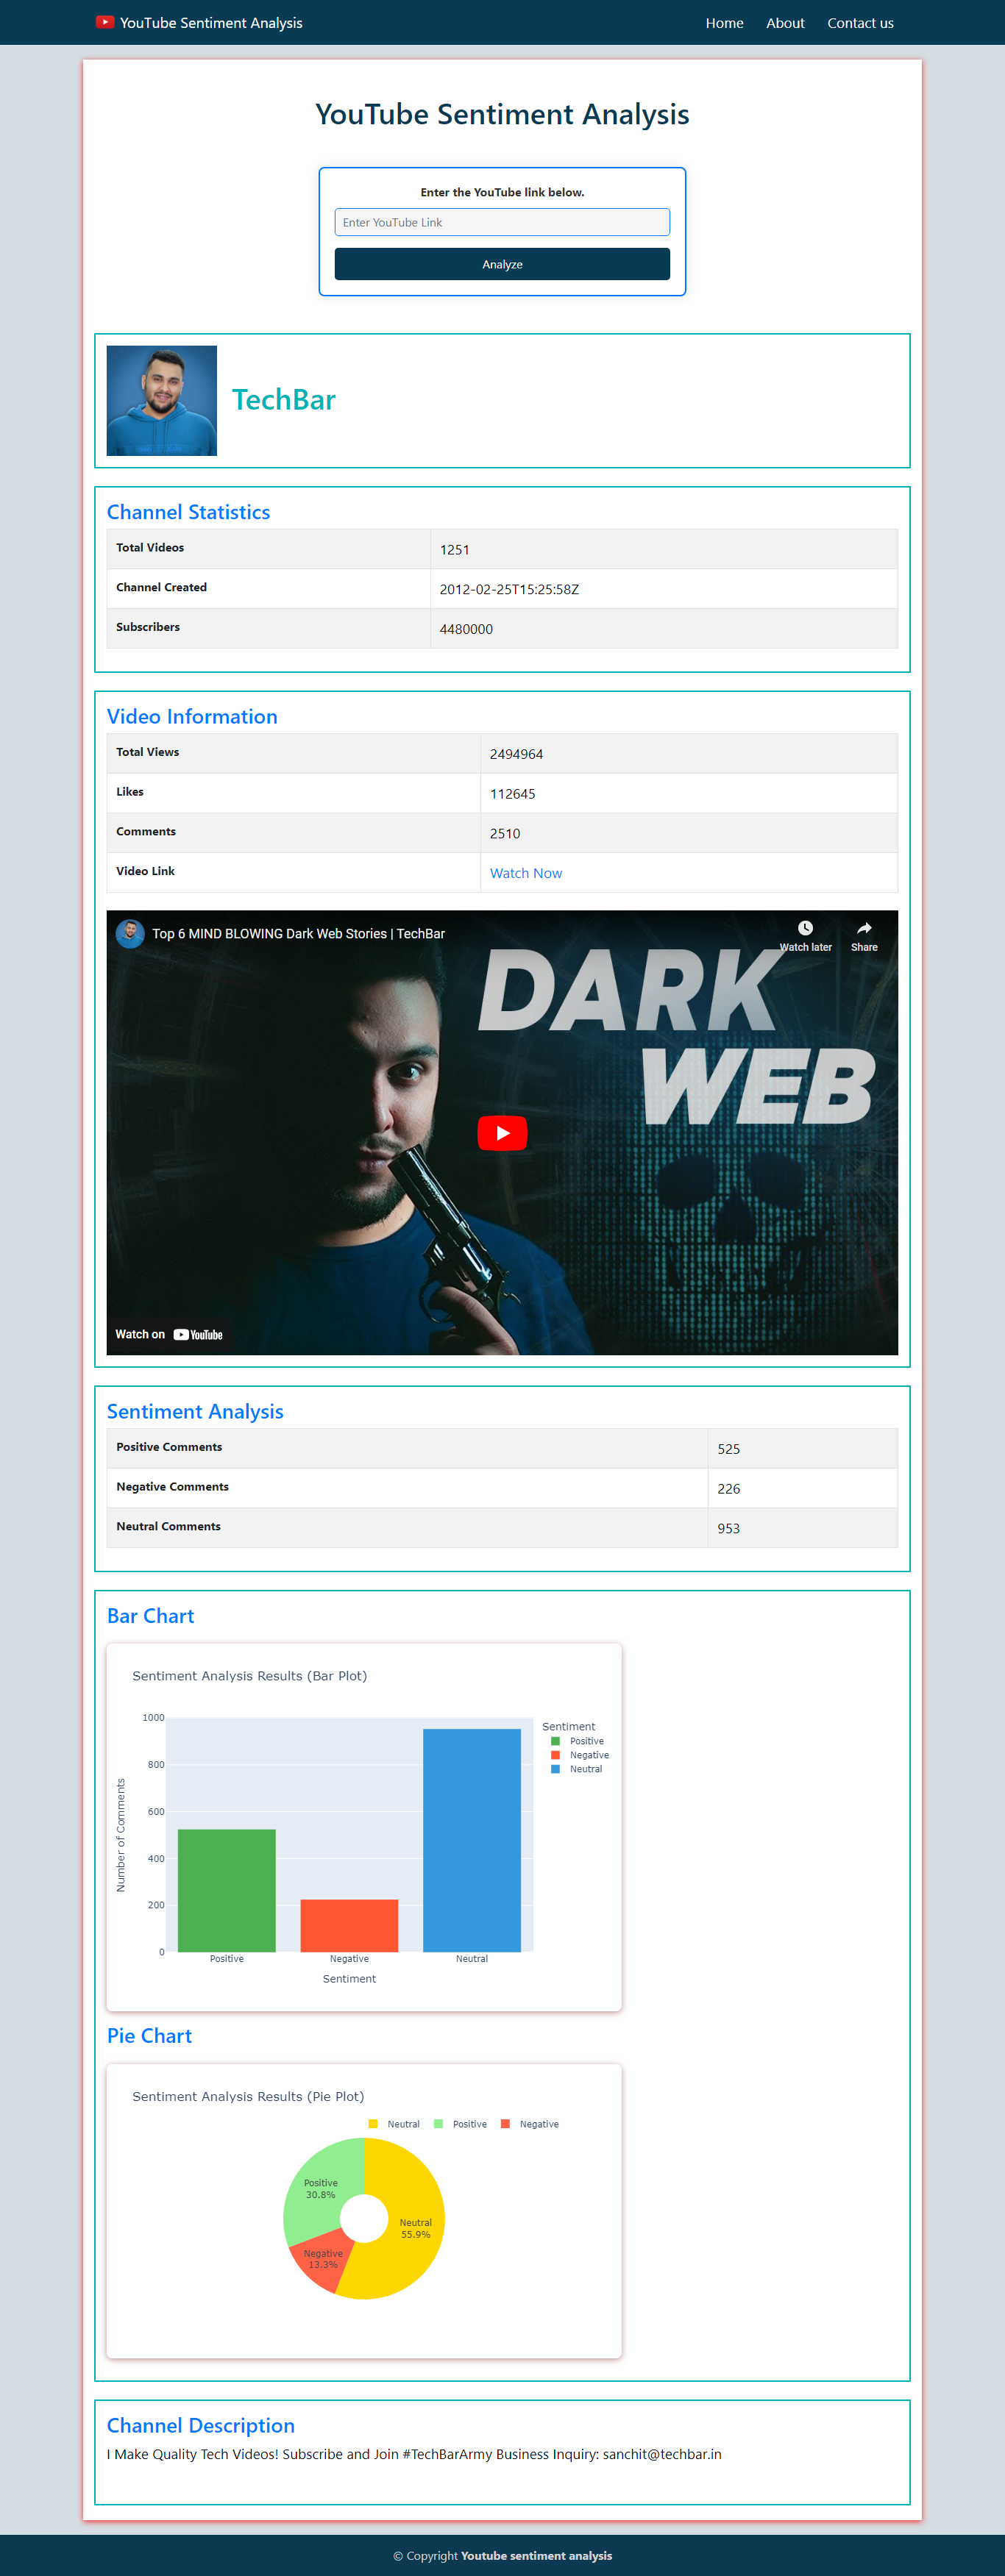 YouTube Sentiment Analysis
Home About Contact us
YouTube Sentiment Analysis
Enter the YouTube link below.
Enter YouTube Link
Analyze
TechBar
Channel Statistics
Total Videos 1251
Channel Created 2012-02-25T15:25:58Z
Subscribers 4480000
Video Information
Total Views 2494964
Likes 112645
Comments 2510
Video Link Watch Now
Top 6 MIND BLOWING Dark Web Stories | TechBar
Watch later Share
DARK
WEB
Watch on YouTube
Sentiment Analysis
Positive Comments 525
Negative Comments 226
Neutral Comments 953
Bar Chart
Sentiment Analysis Results (Bar Plot)
1000
800
600
400
200
0
Number of Comments
Positive Negative Neutral
Sentiment
Sentiment
Positive
Negative
Neutral
Pie Chart
Sentiment Analysis Results (Pie Plot)
Neutral Positive Negative
Positive
30.8%
Neutral
55.9%
Negative
13.3%
Channel Description
I Make Quality Tech Videos! Subscribe and Join #TechBarArmy Business Inquiry: sanchit@techbar.in
© Copyright Youtube sentiment analysis